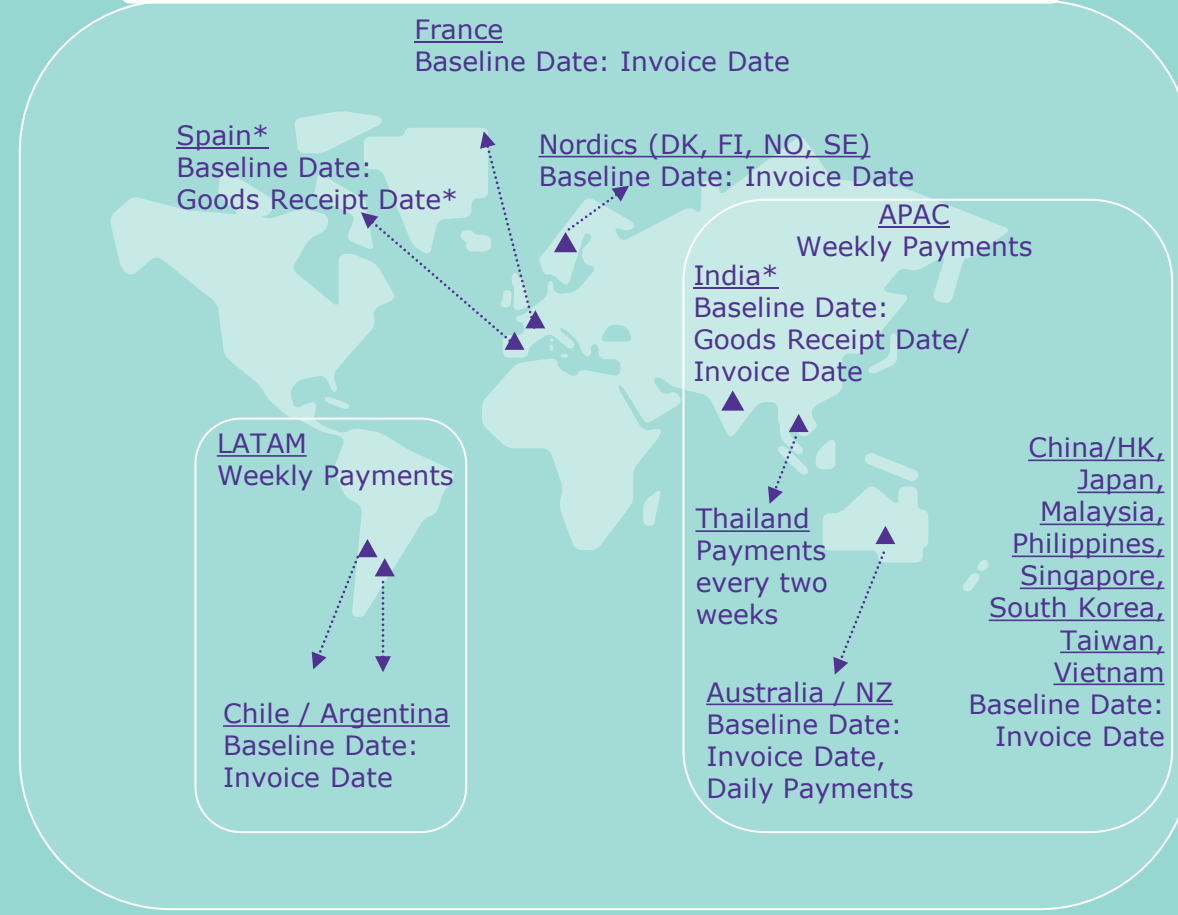 France
Baseline Date: Invoice Date
Spain*
Baseline Date:
Goods Receipt Date*
Nordics (DK, FI, NO, SE)
Baseline Date: Invoice Date
APAC
Weekly Payments
India*
Baseline Date:
Goods Receipt Date/
Invoice Date
LATAM
Weekly Payments
Chile / Argentina
Baseline Date:
Invoice Date
Thailand
Payments
every two
weeks
Australia / NZ
Baseline Date:
Invoice Date,
Daily Payments
China/HK,
Japan,
Malaysia,
Philippines,
Singapore,
South Korea,
Taiwan,
Vietnam
Baseline Date:
Invoice Date